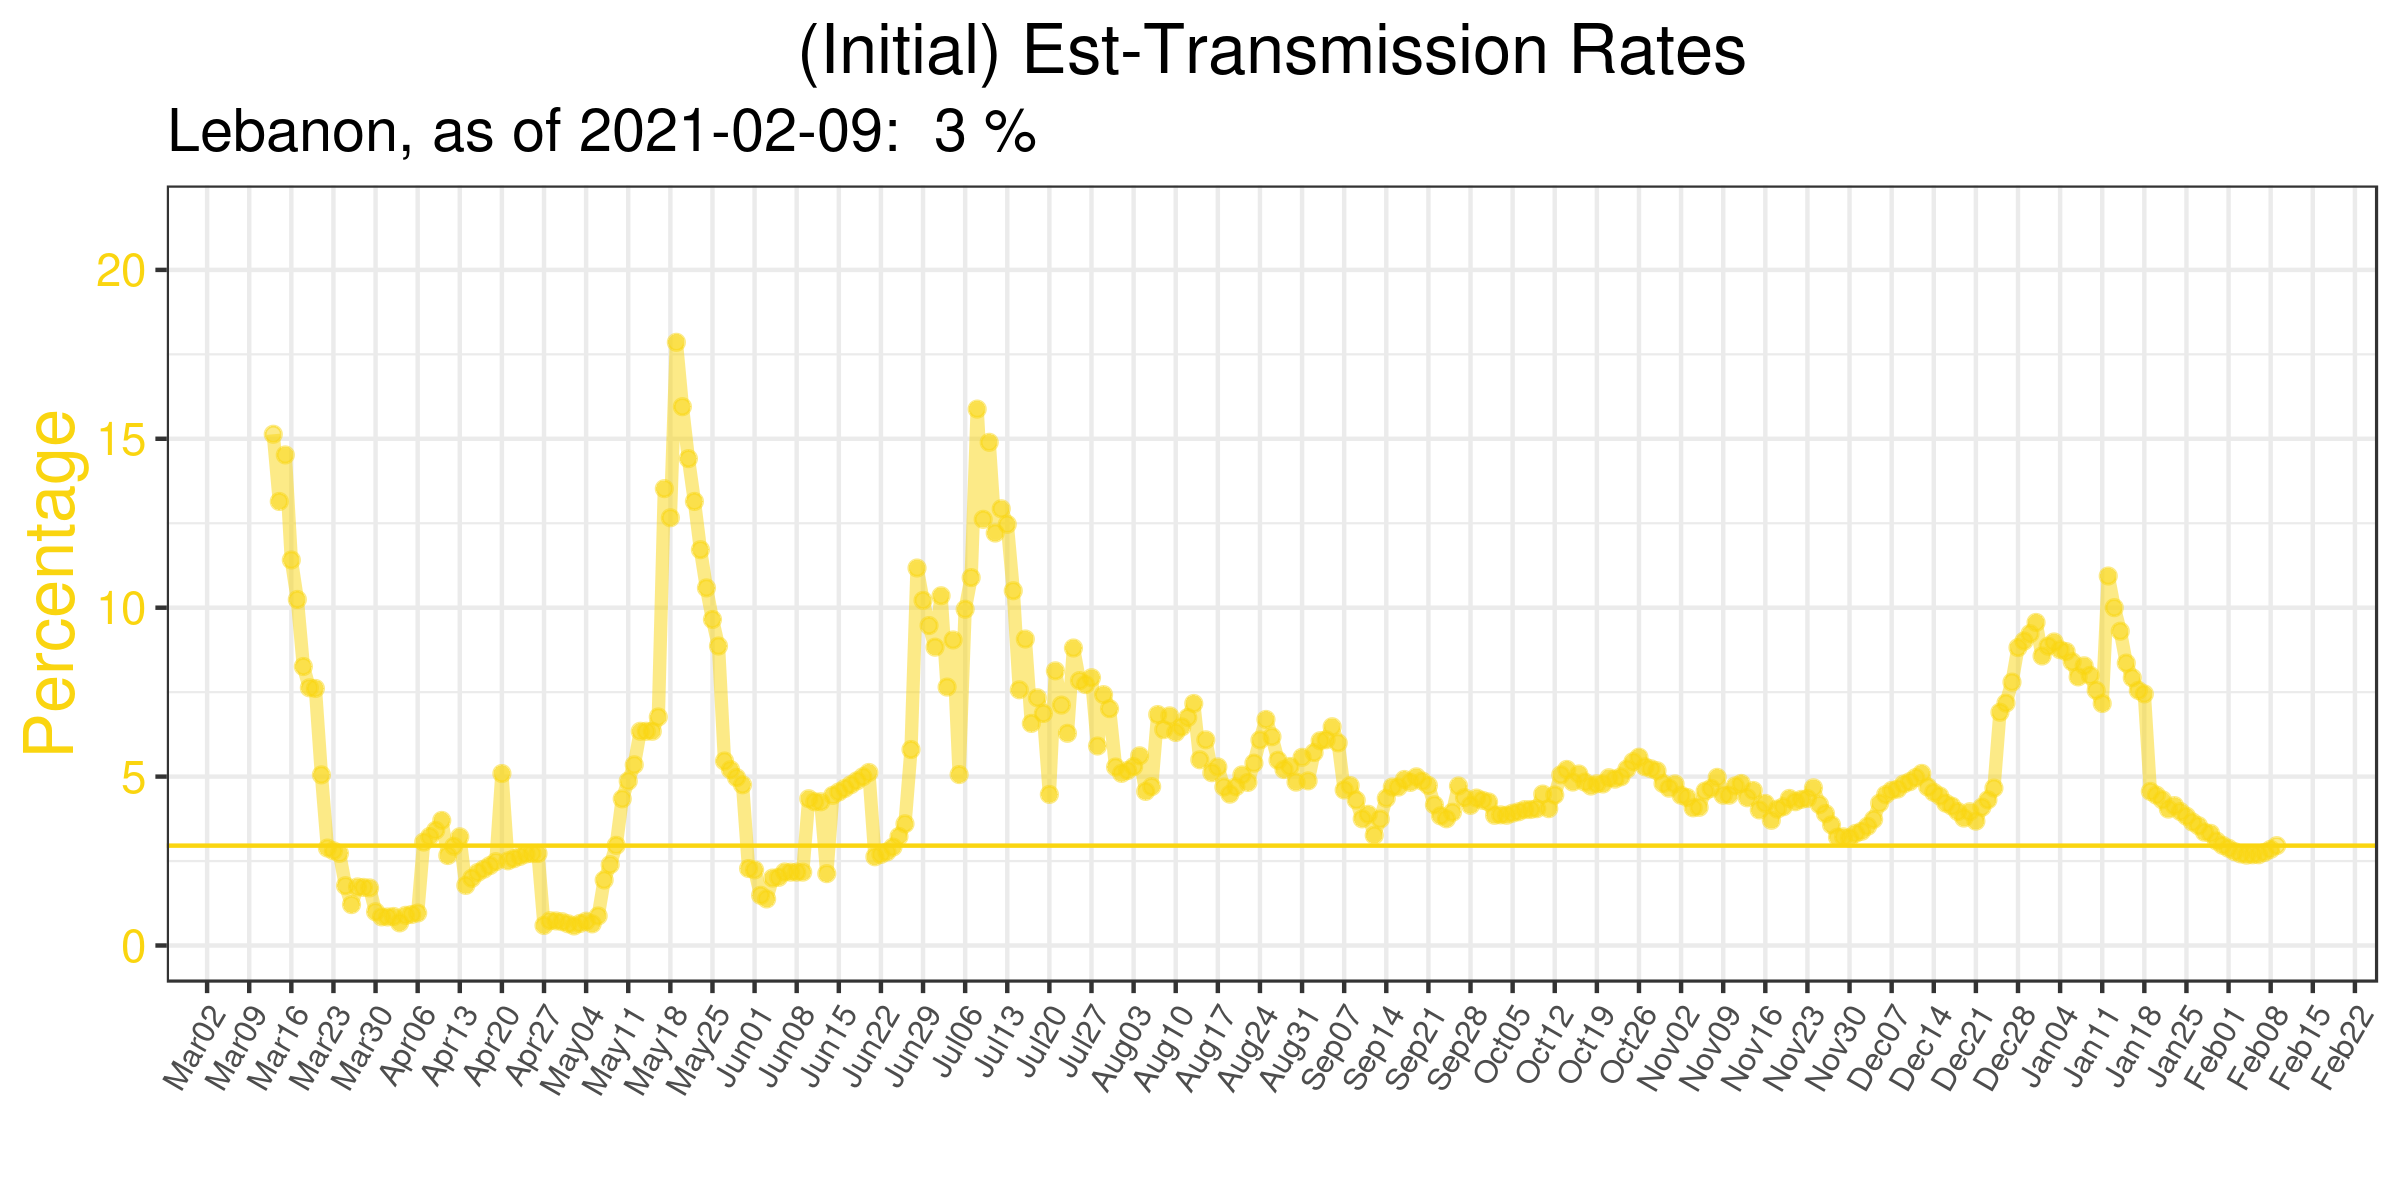 (Initial) Est-Transmission Rates
Lebanon, as of 2021-02-09:  3 %
Percentage
20
15
10
5
0
Mar02
Mar09
Mar16
Mar23
Mar30
Apr06
Apr13
Apr20
Apr27
May04
May11
May18
May25
Jun01
Jun08
Jun15
Jun22
Jun29
Jul06
Jul13
Jul20
Jul27
Aug03
Aug10
Aug17
Aug24
Aug31
Sep07
Sep14
Sep21
Sep28
Oct05
Oct12
Oct19
Oct26
Nov02
Nov09
Nov16
Nov23
Nov30
Dec07
Dec14
Dec21
Dec28
Jan04
Jan11
Jan18
Jan25
Feb01
Feb08
Feb15
Feb22